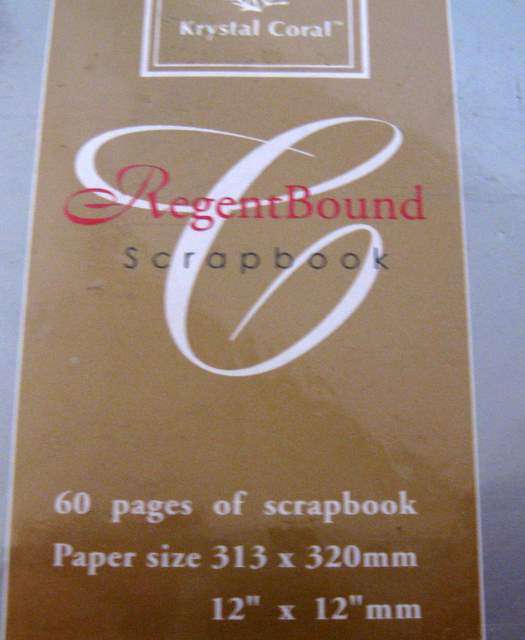 Krystal Coral™
C
RegentBound
Scrapbook
60 pages of scrapbook
Paper size 313 x 320mm
12" x 12"mm